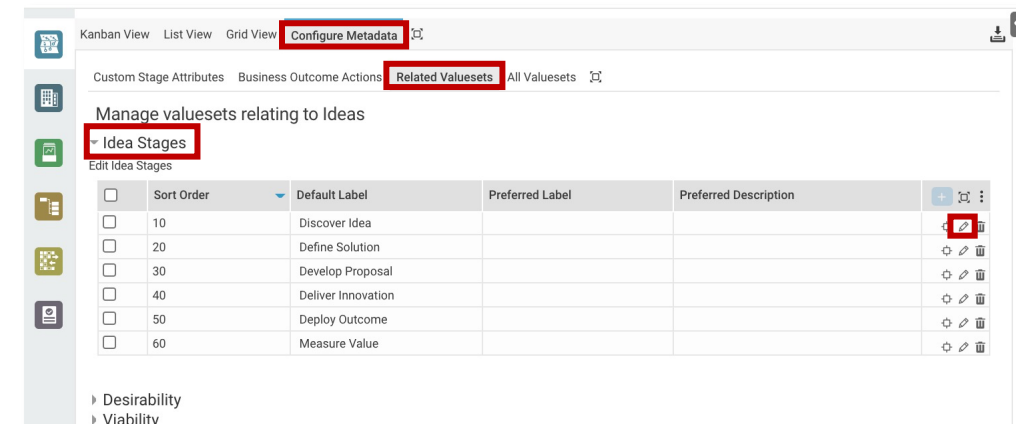 Kanban View List View Grid View Configure Metadata
Custom Stage Attributes Business Outcome Actions Related Valuesets All Valuesets
Manage valuesets relating to Ideas
Idea Stages
Edit Idea Stages
Sort Order Default Label Preferred Label Preferred Description
10 Discover Idea
20 Define Solution
30 Develop Proposal
40 Deliver Innovation
50 Deploy Outcome
60 Measure Value
Desirability
Viability